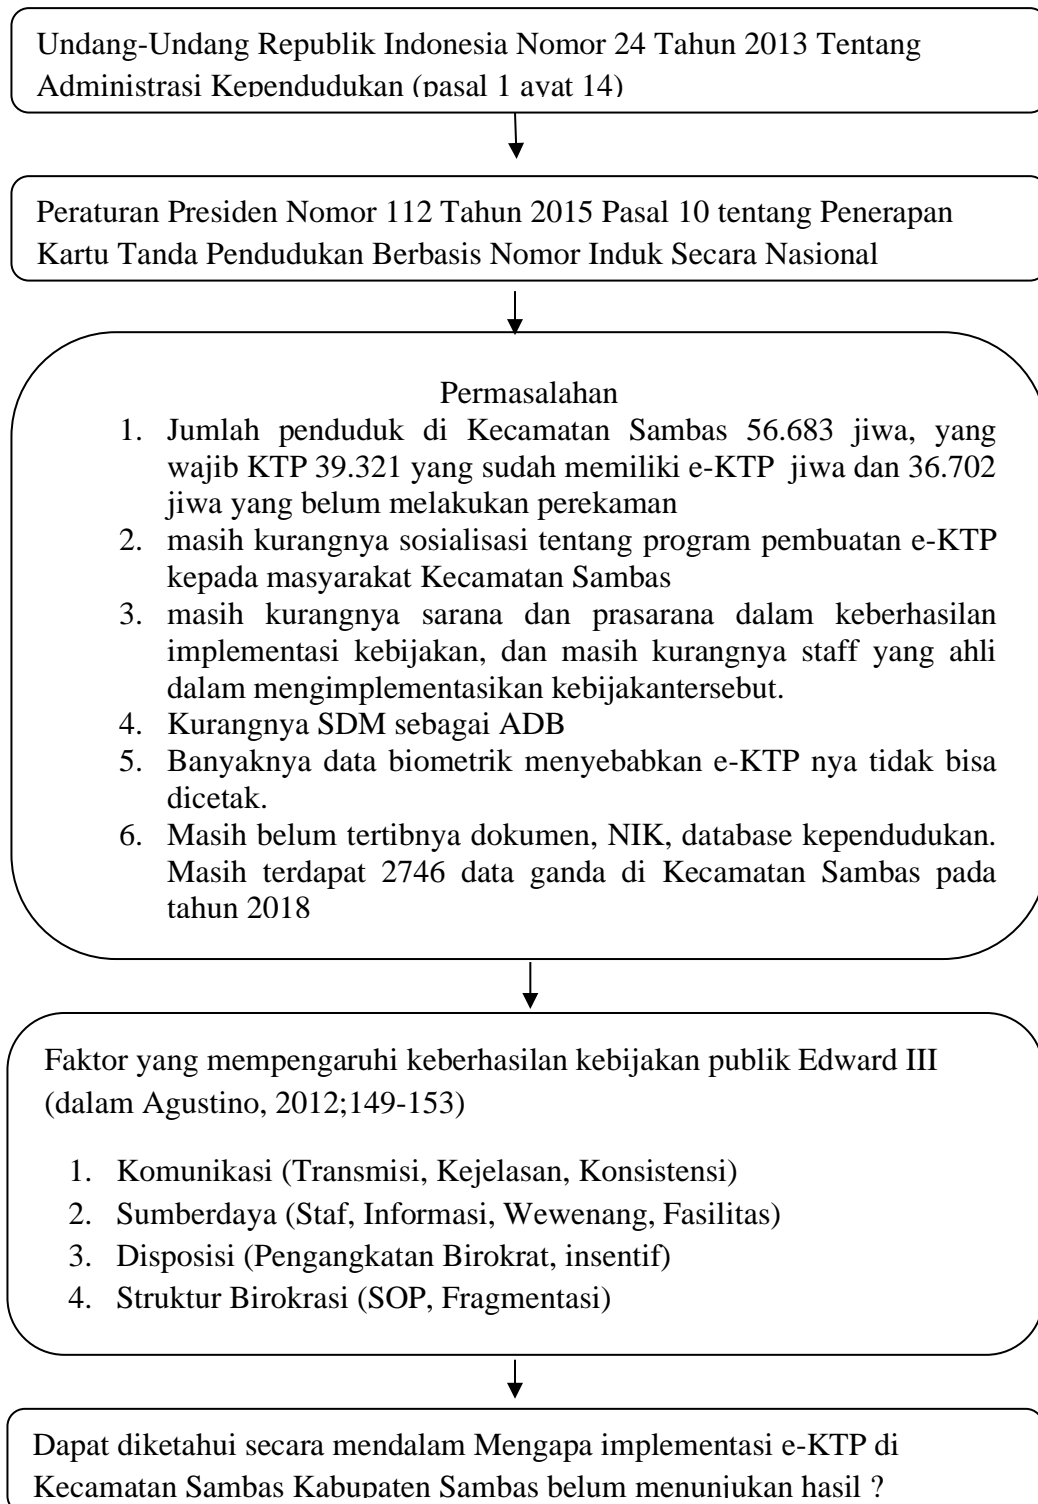 Undang-Undang Republik Indonesia Nomor 24 Tahun 2013 Tentang
Administrasi Kependudukan (pasal 1 ayat 14)
Peraturan Presiden Nomor 112 Tahun 2015 Pasal 10 tentang Penerapan
Kartu Tanda Pendudukan Berbasis Nomor Induk Secara Nasional
Permasalahan
1. Jumlah penduduk di Kecamatan Sambas 56.683 jiwa, yang
wajib KTP 39.321 yang sudah memiliki e-KTP jiwa dan 36.702
jiwa yang belum melakukan perekaman
2. masih kurangnya sosialisasi tentang program pembuatan e-KTP
kepada masyarakat Kecamatan Sambas
3. masih kurangnya sarana dan prasarana dalam keberhasilan
implementasi kebijakan, dan masih kurangnya staff yang ahli
dalam mengimplementasikan kebijakantersebut.
4. Kurangnya SDM sebagai ADB
5. Banyaknya data biometrik menyebabkan e-KTP nya tidak bisa
dicetak.
6. Masih belum tertibnya dokumen, NIK, database kependudukan.
Masih terdapat 2746 data ganda di Kecamatan Sambas pada
tahun 2018
Faktor yang mempengaruhi keberhasilan kebijakan publik Edward III
(dalam Agustino, 2012;149-153)
1. Komunikasi (Transmisi, Kejelasan, Konsistensi)
2. Sumberdaya (Staf, Informasi, Wewenang, Fasilitas)
3. Disposisi (Pengangkatan Birokrat, insentif)
4. Struktur Birokrasi (SOP, Fragmentasi)
Dapat diketahui secara mendalam Mengapa implementasi e-KTP di
Kecamatan Sambas Kabupaten Sambas belum menunjukan hasil ?